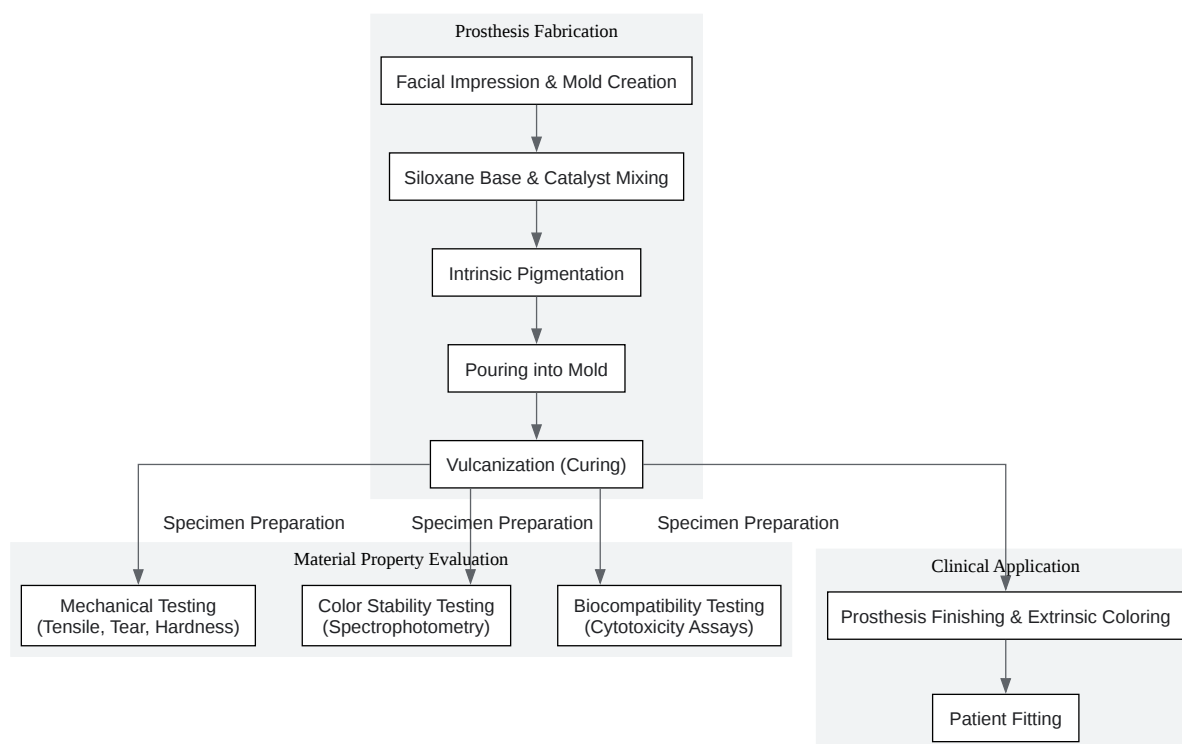 Prosthesis Fabrication
Facial Impression & Mold Creation
Siloxane Base & Catalyst Mixing
Intrinsic Pigmentation
Pouring into Mold
Vulcanization (Curing)
Specimen Preparation
Specimen Preparation
Specimen Preparation
Material Property Evaluation
Mechanical Testing
(Tensile, Tear, Hardness)
Color Stability Testing
(Spectrophotometry)
Biocompatibility Testing
(Cytotoxicity Assays)
Clinical Application
Prosthesis Finishing & Extrinsic Coloring
Patient Fitting